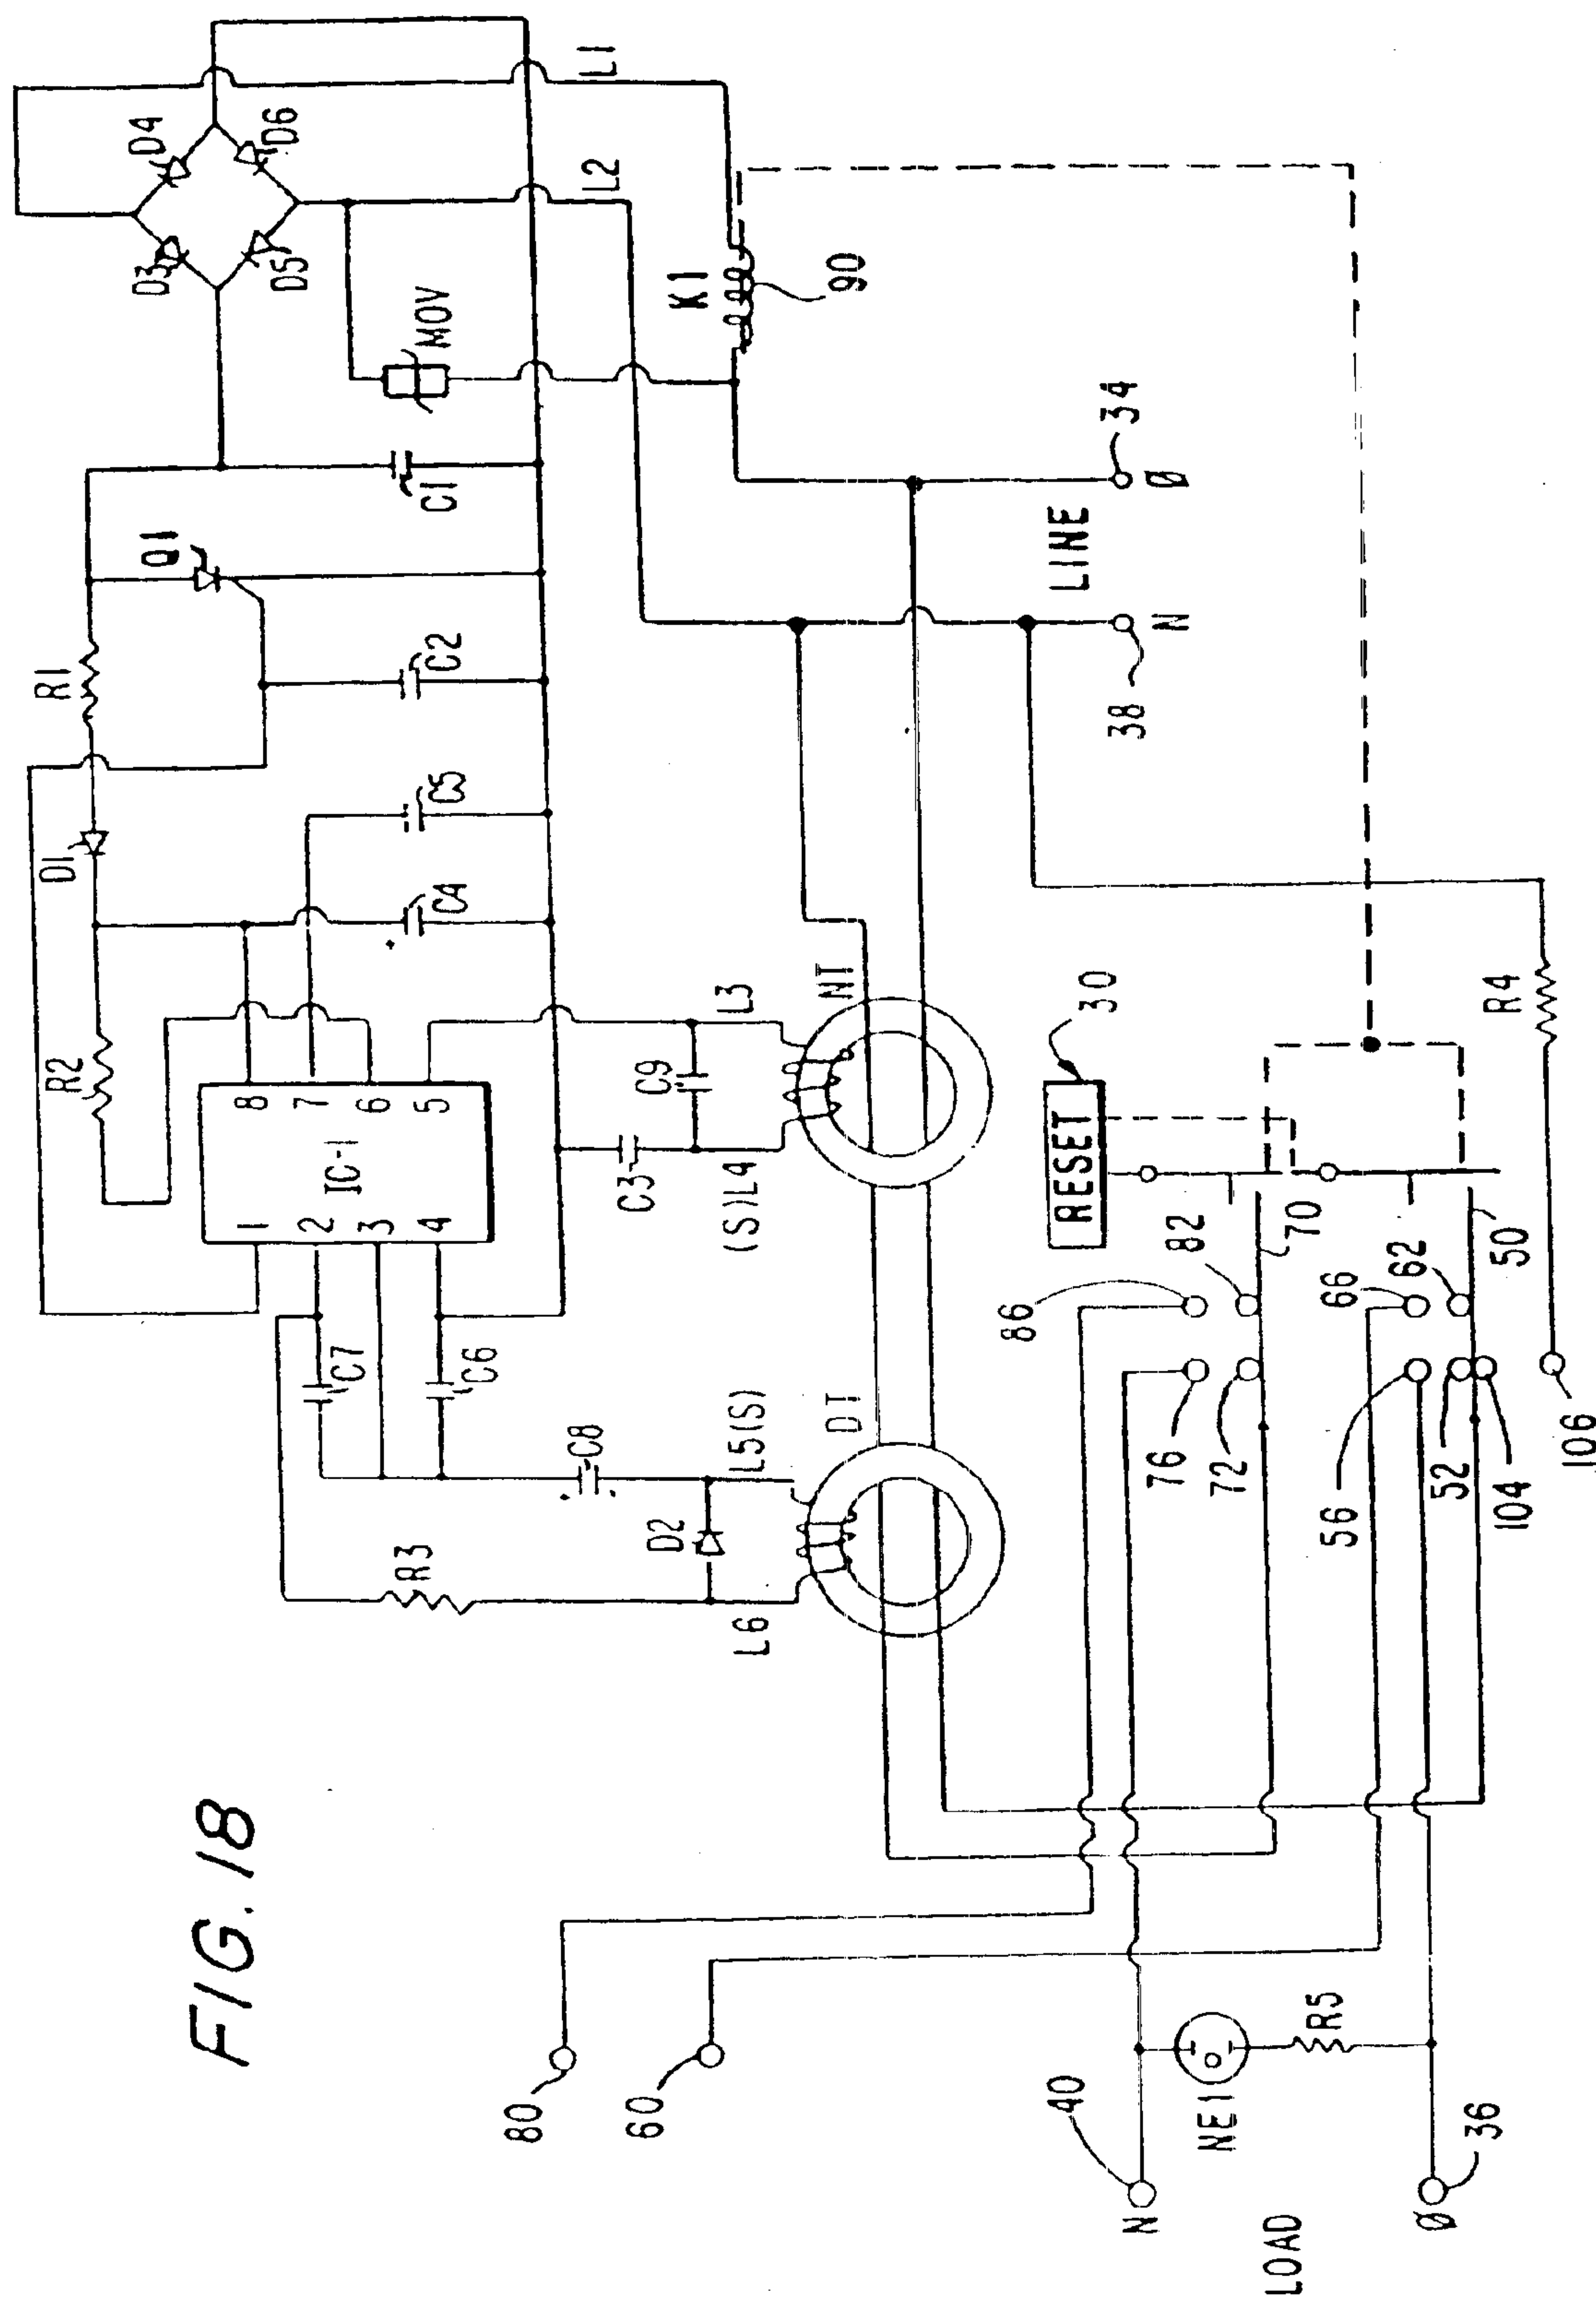 FIG. 18
L1
L2
D4
D6
D3
D5
MOV
K1
90
C1
Q1
C2
R1
C5
D1
C4
R2
8
7
6
5
IC-1
1
2
3
4
C7
C6
C8
R3
D2
L5(S)
L6
DT
C9
C3
L3
(S)L4
NT
34
Ø
LINE
N
38
30
RESET
R4
82
70
86
76
72
62
66
50
56
52
104
106
80
60
40
N
NE1
R5
36
Ø
LOAD